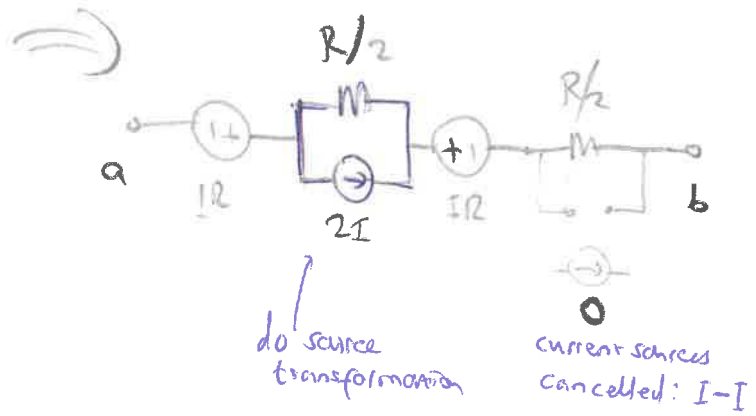 R/2
R/2
a
IR
2I
IR
b
0
do source
transformation
current sources
cancelled: I-I